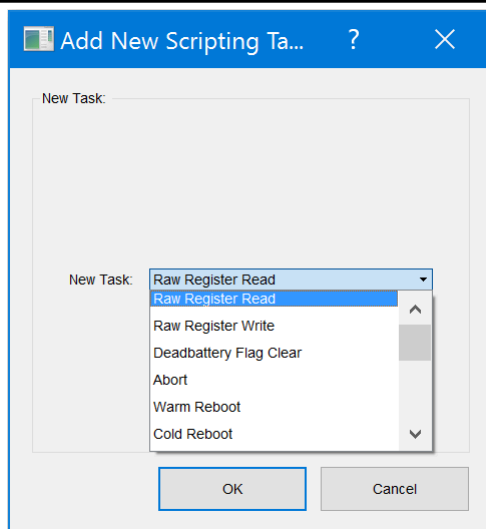 Add New Scripting Ta... ?
New Task:
New Task: Raw Register Read
Raw Register Read
Raw Register Write
Deadbattery Flag Clear
Abort
Warm Reboot
Cold Reboot
OK Cancel